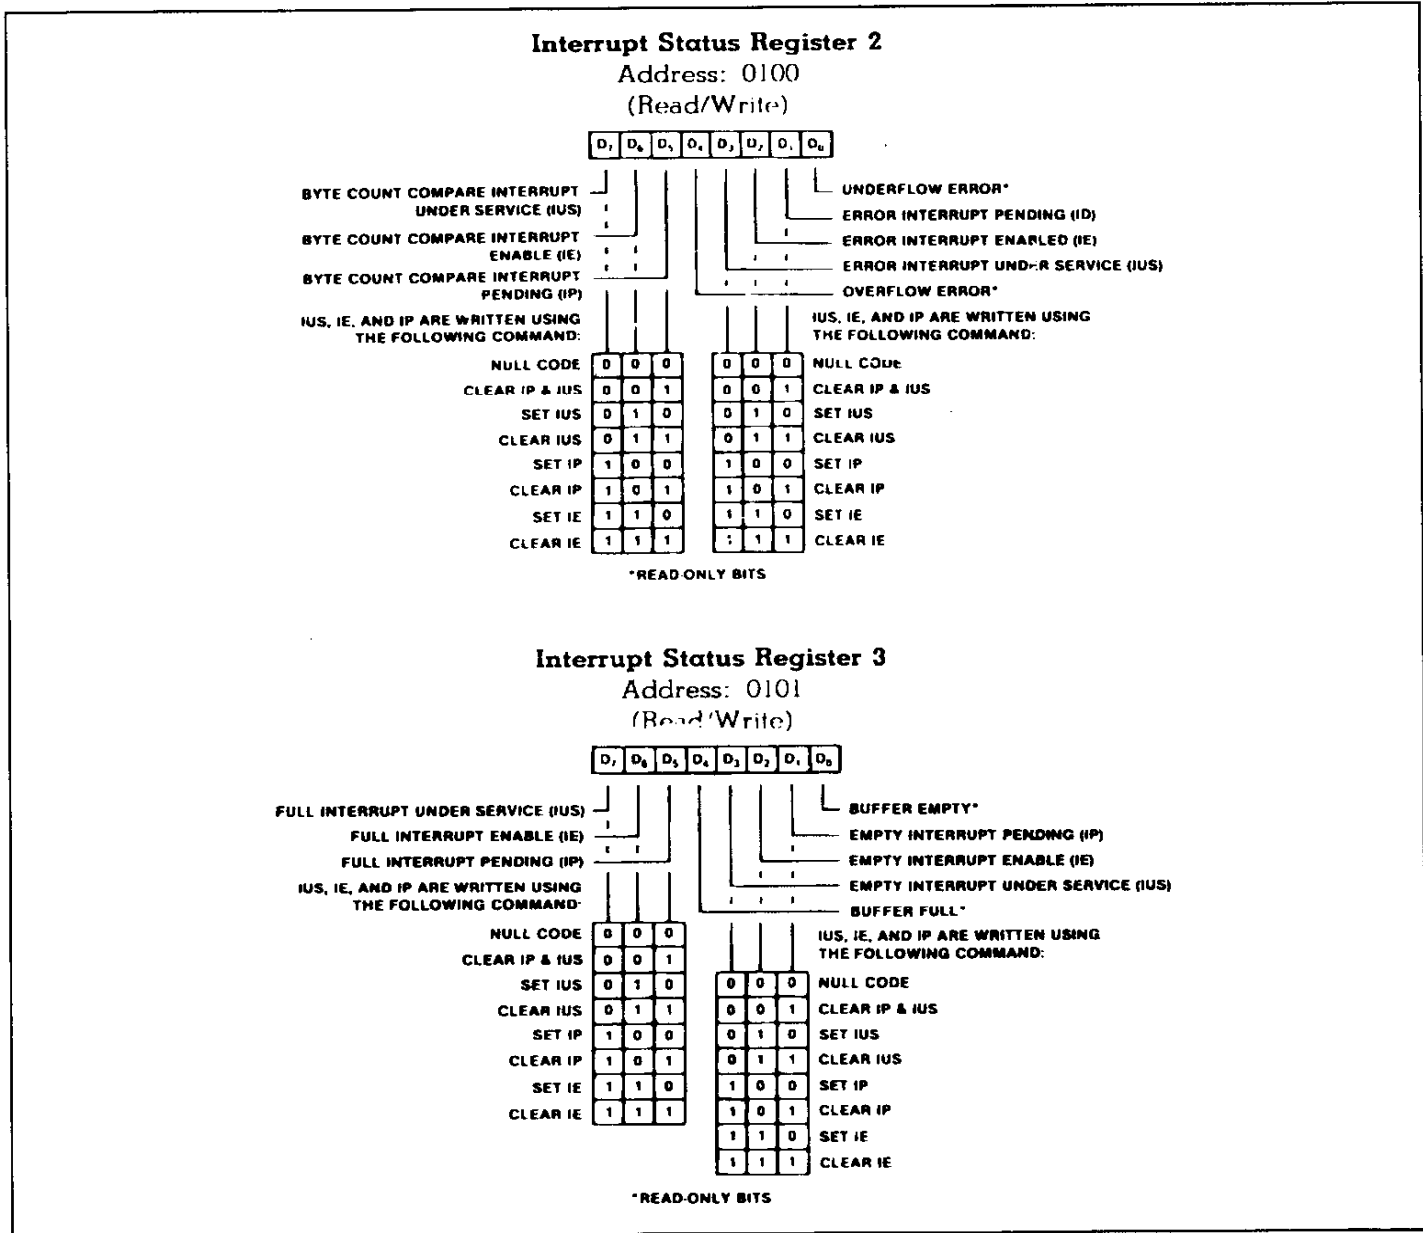 Interrupt Status Register 2
Address: 0100
(Read/Write)
D7 D6 D5 D4 D3 D2 D1 D0
BYTE COUNT COMPARE INTERRUPT
UNDER SERVICE (IUS)
BYTE COUNT COMPARE INTERRUPT
ENABLE (IE)
BYTE COUNT COMPARE INTERRUPT
PENDING (IP)
IUS, IE, AND IP ARE WRITTEN USING
THE FOLLOWING COMMAND:
UNDERFLOW ERROR*
ERROR INTERRUPT PENDING (ID)
ERROR INTERRUPT ENABLED (IE)
ERROR INTERRUPT UNDER SERVICE (IUS)
OVERFLOW ERROR*
IUS, IE, AND IP ARE WRITTEN USING
THE FOLLOWING COMMAND:
NULL CODE 0 0 0 0 0 0 NULL CODE
CLEAR IP & IUS 0 0 1 0 0 1 CLEAR IP & IUS
SET IUS 0 1 0 0 1 0 SET IUS
CLEAR IUS 0 1 1 0 1 1 CLEAR IUS
SET IP 1 0 0 1 0 0 SET IP
CLEAR IP 1 0 1 1 0 1 CLEAR IP
SET IE 1 1 0 1 1 0 SET IE
CLEAR IE 1 1 1 1 1 1 CLEAR IE
*READ-ONLY BITS
Interrupt Status Register 3
Address: 0101
(Read/Write)
D7 D6 D5 D4 D3 D2 D1 D0
FULL INTERRUPT UNDER SERVICE (IUS)
FULL INTERRUPT ENABLE (IE)
FULL INTERRUPT PENDING (IP)
IUS, IE, AND IP ARE WRITTEN USING
THE FOLLOWING COMMAND:
NULL CODE 0 0 0
CLEAR IP & IUS 0 0 1
SET IUS 0 1 0
CLEAR IUS 0 1 1
SET IP 1 0 0
CLEAR IP 1 0 1
SET IE 1 1 0
CLEAR IE 1 1 1
BUFFER EMPTY*
EMPTY INTERRUPT PENDING (IP)
EMPTY INTERRUPT ENABLE (IE)
EMPTY INTERRUPT UNDER SERVICE (IUS)
BUFFER FULL*
IUS, IE, AND IP ARE WRITTEN USING
THE FOLLOWING COMMAND:
0 0 0 NULL CODE
0 0 1 CLEAR IP & IUS
0 1 0 SET IUS
0 1 1 CLEAR IUS
1 0 0 SET IP
1 0 1 CLEAR IP
1 1 0 SET IE
1 1 1 CLEAR IE
*READ-ONLY BITS